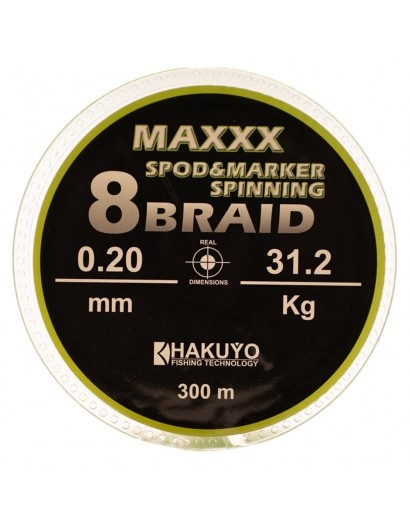 MAXXX
SPOD&MARKER
SPINNING
8 BRAID
0.20 REAL 31.2
mm DIMENSIONS Kg
HAKUYO
FISHING TECHNOLOGY
300 m